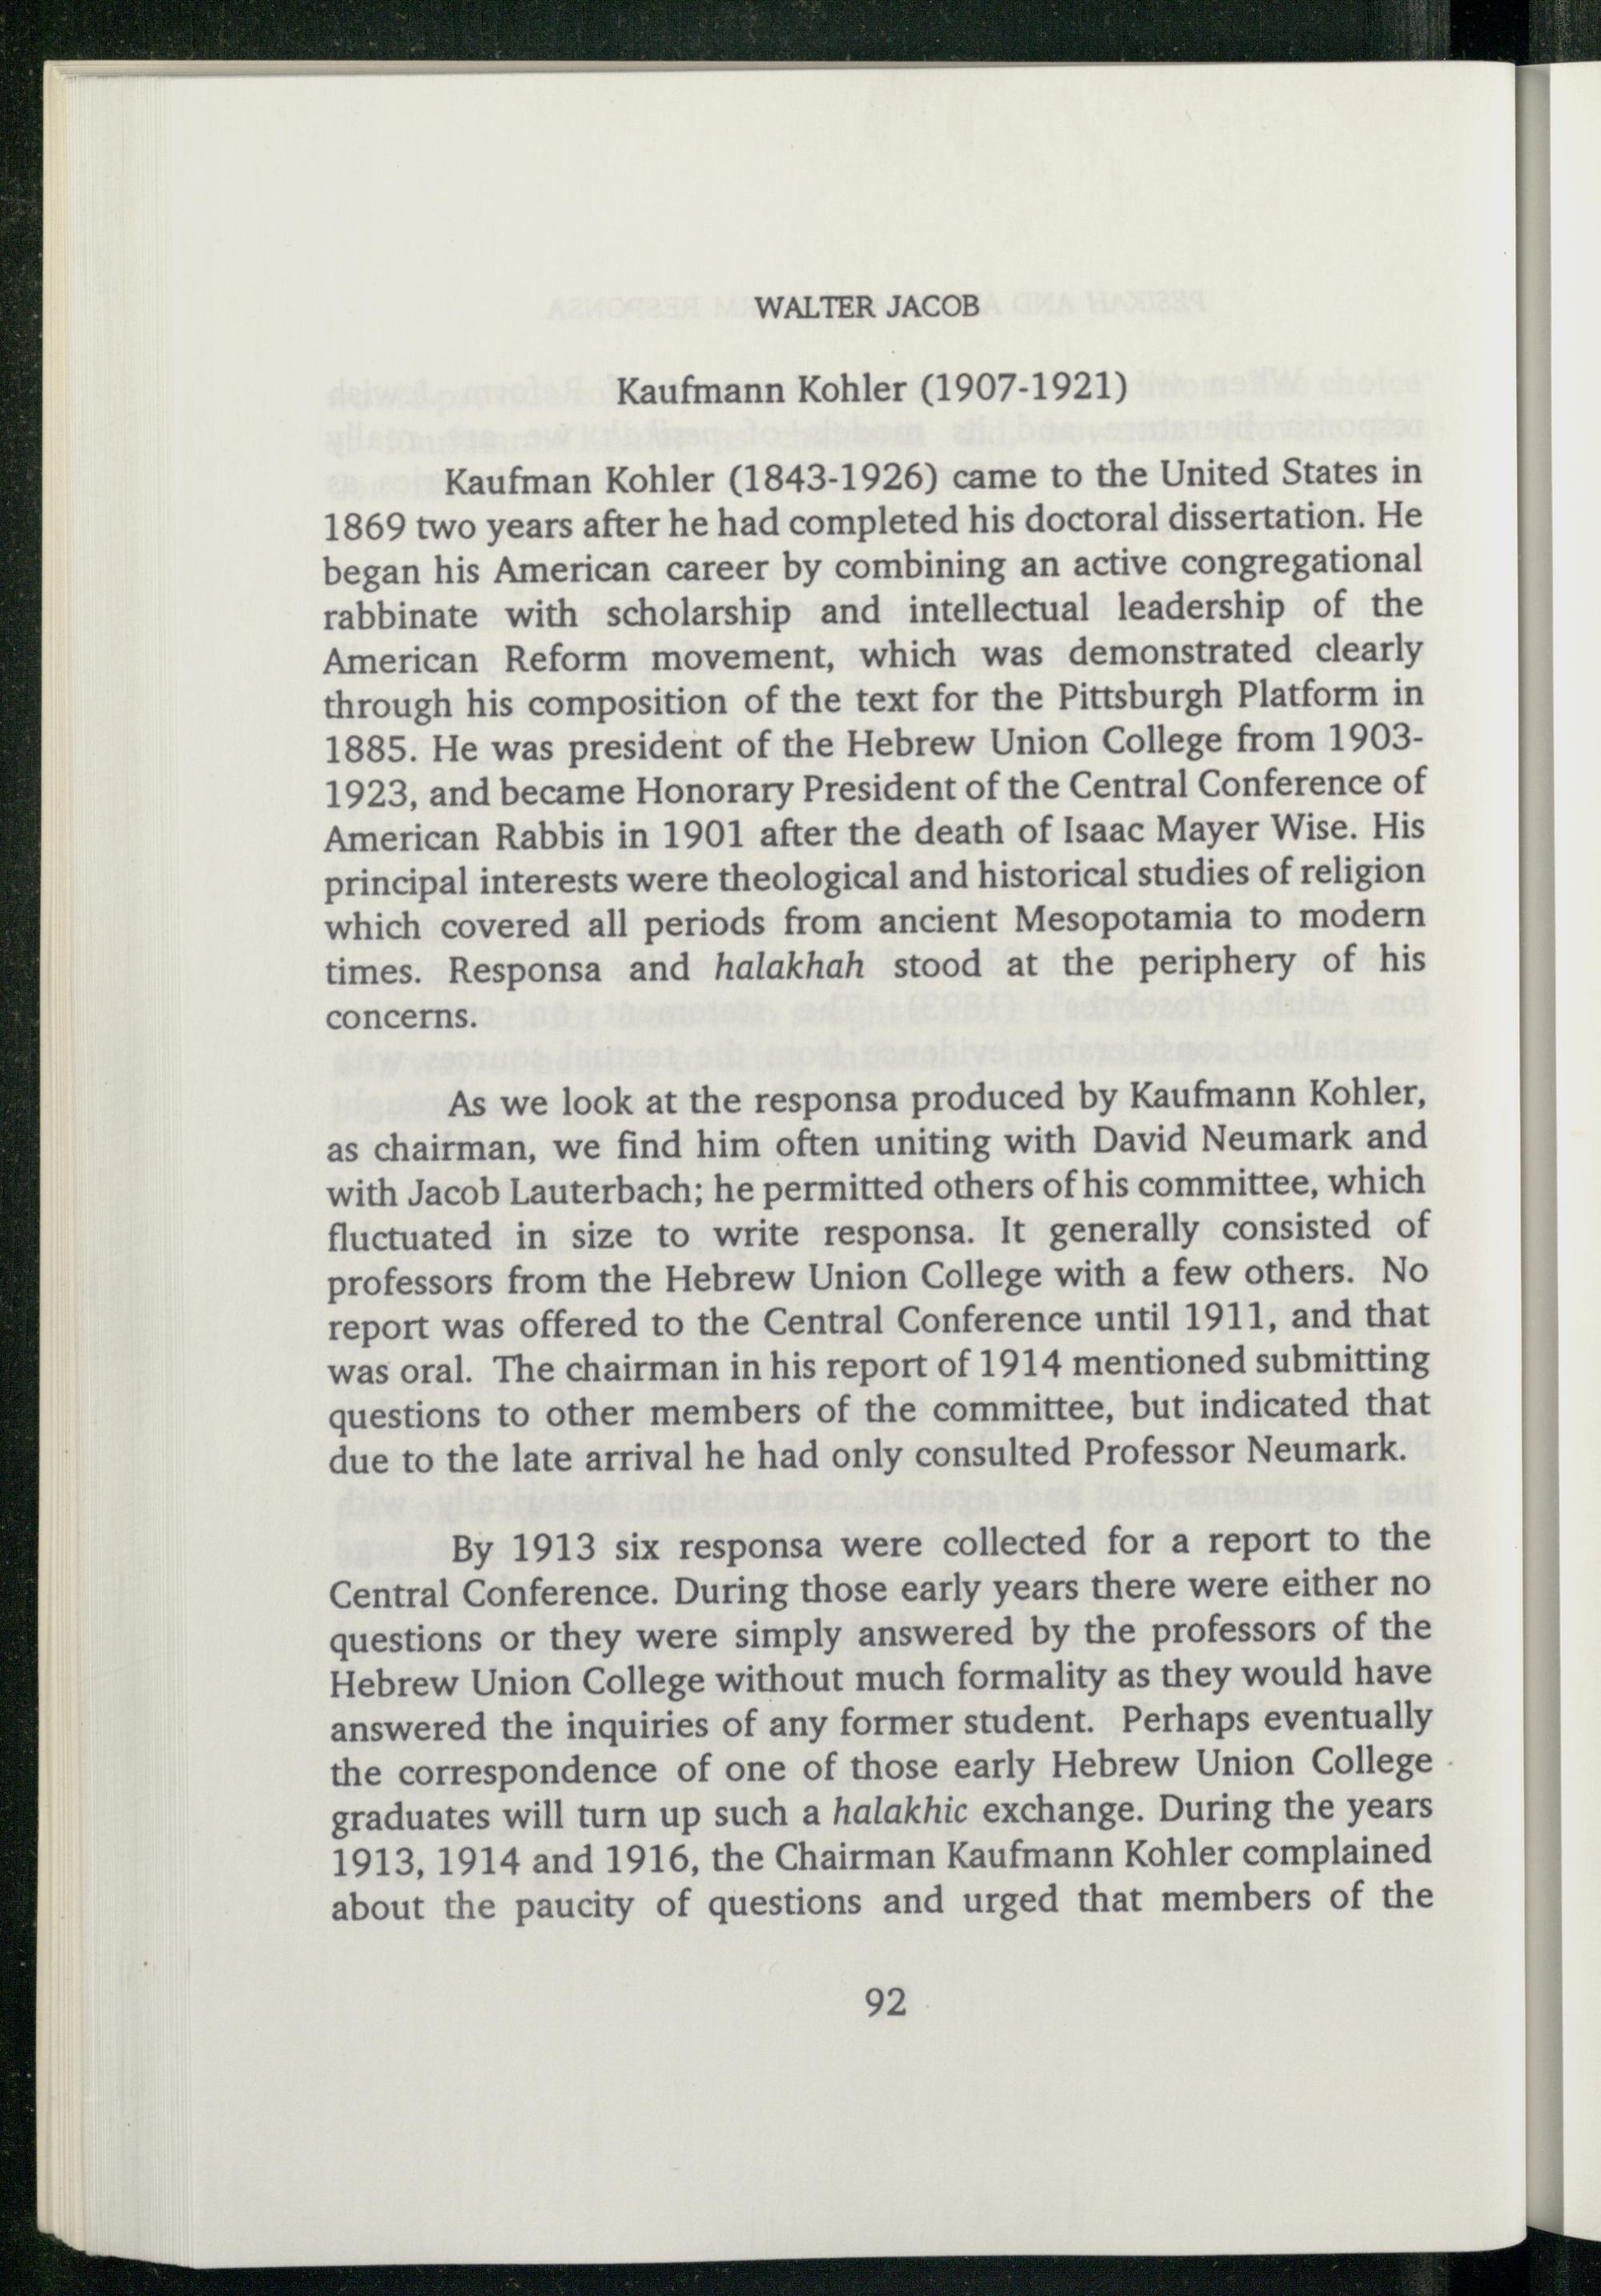 WALTER JACOB
Kaufmann Kohler (1907-1921)
Kaufman Kohler (1843-1926) came to the United States in
1869 two years after he had completed his doctoral dissertation. He
began his American career by combining an active congregational
rabbinate with scholarship and intellectual leadership of the
American Reform movement, which was demonstrated clearly
through his composition of the text for the Pittsburgh Platform in
1885. He was president of the Hebrew Union College from 1903-
1923, and became Honorary President of the Central Conference of
American Rabbis in 1901 after the death of Isaac Mayer Wise. His
principal interests were theological and historical studies of religion
which covered all periods from ancient Mesopotamia to modern
times. Responsa and halakhah stood at the periphery of his
concerns.
As we look at the responsa produced by Kaufmann Kohler,
as chairman, we find him often uniting with David Neumark and
with Jacob Lauterbach; he permitted others of his committee, which
fluctuated in size to write responsa. It generally consisted of
professors from the Hebrew Union College with a few others. No
report was offered to the Central Conference until 1911, and that
was oral. The chairman in his report of 1914 mentioned submitting
questions to other members of the committee, but indicated that
due to the late arrival he had only consulted Professor Neumark.
By 1913 six responsa were collected for a report to the
Central Conference. During those early years there were either no
questions or they were simply answered by the professors of the
Hebrew Union College without much formality as they would have
answered the inquiries of any former student. Perhaps eventually
the correspondence of one of those early Hebrew Union College
graduates will turn up such a halakhic exchange. During the years
1913, 1914 and 1916, the Chairman Kaufmann Kohler complained
about the paucity of questions and urged that members of the
92